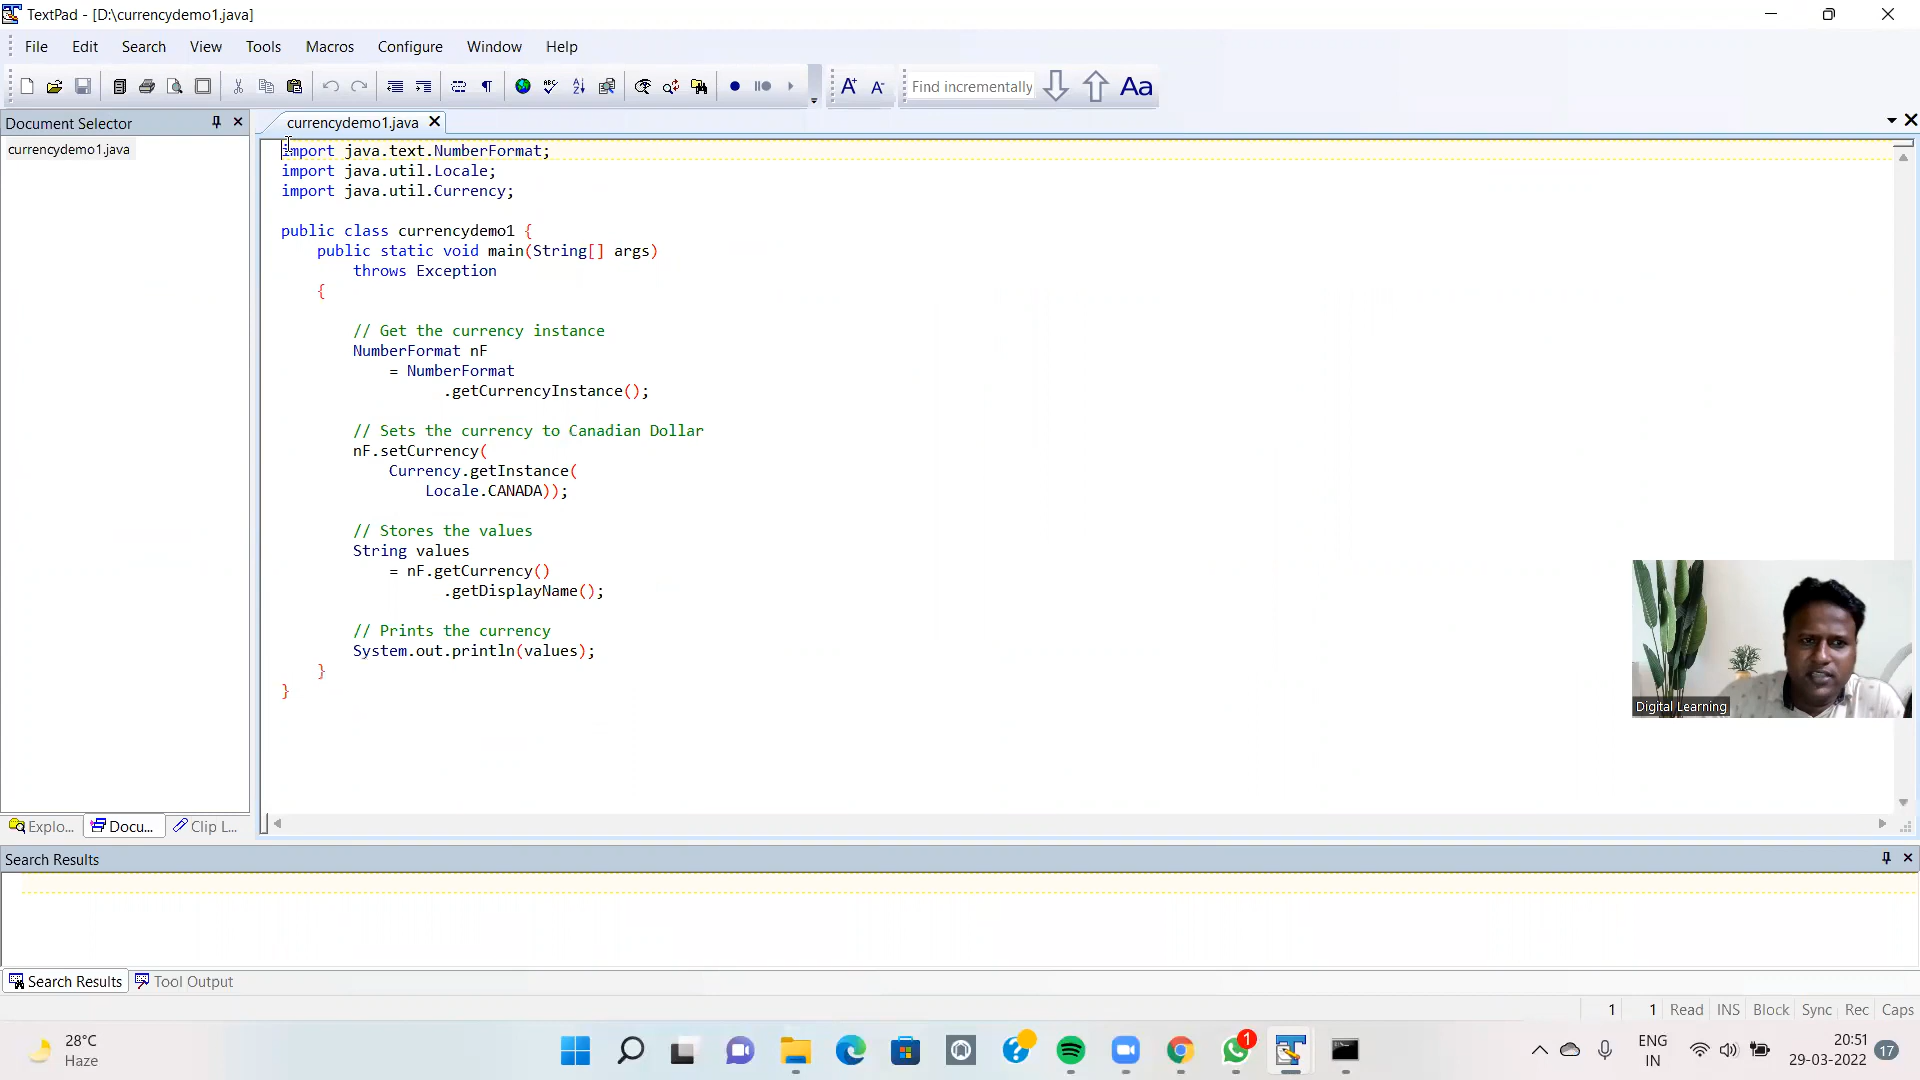 TextPad - [D:\currencydemo1.java]
File Edit Search View Tools Macros Configure Window Help
Find incrementally
Aa
Document Selector
currencydemo1.java
currencydemo1.java
import java.text.NumberFormat;
import java.util.Locale;
import java.util.Currency;
public class currencydemo1 {
public static void main(String[] args)
throws Exception
{
// Get the currency instance
NumberFormat nF
= NumberFormat
.getCurrencyInstance();
// Sets the currency to Canadian Dollar
nF.setCurrency(
Currency.getInstance(
Locale.CANADA));
// Stores the values
String values
= nF.getCurrency()
.getDisplayName();
// Prints the currency
System.out.println(values);
}
}
Digital Learning
Explo... Docu... Clip L...
Search Results
Search Results Tool Output
1 1 Read INS Block Sync Rec Caps
28°C
Haze
1
ENG
IN
20:51
29-03-2022
17